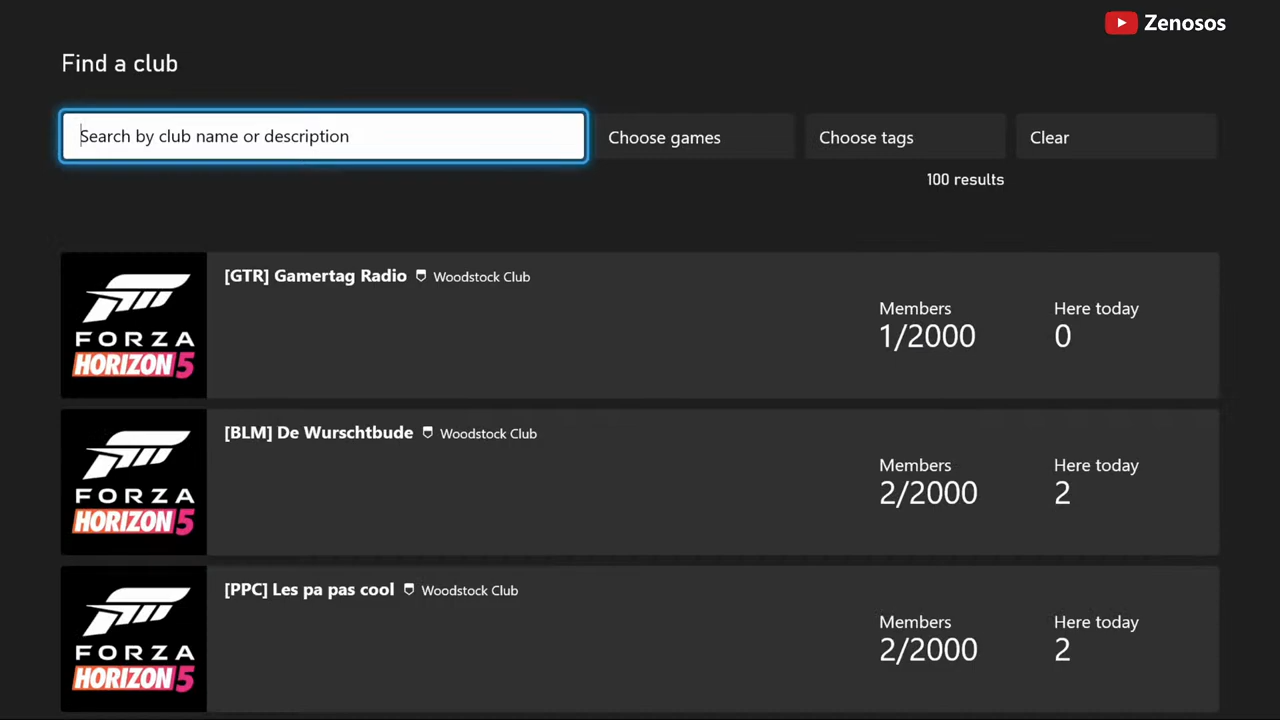 Zenosos
Find a club
Search by club name or description
Choose games
Choose tags
Clear
100 results
FORZA
HORIZON 5
[GTR] Gamertag Radio Woodstock Club
Members
1/2000
Here today
0
FORZA
HORIZON 5
[BLM] De Wurschtbude Woodstock Club
Members
2/2000
Here today
2
FORZA
HORIZON 5
[PPC] Les pa pas cool Woodstock Club
Members
2/2000
Here today
2